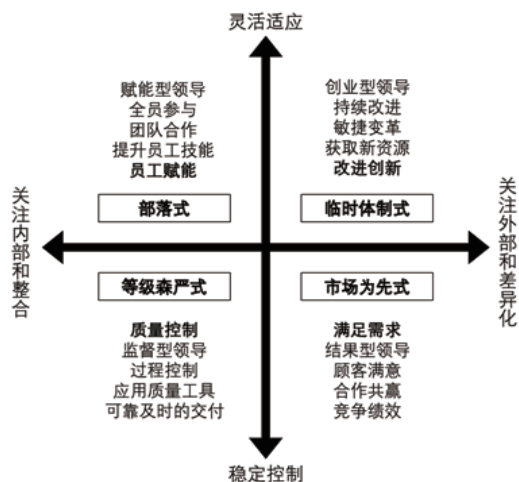 灵活适应
赋能型领导
全员参与
团队合作
提升员工技能
员工赋能
部落式
创业型领导
持续改进
敏捷变革
获取新资源
改进创新
临时体制式
关注内部和整合
关注外部和差异化
等级森严式
质量控制
监督型领导
过程控制
应用质量工具
可靠及时的交付
市场为先式
满足需求
结果型领导
顾客满意
合作共赢
竞争绩效
稳定控制